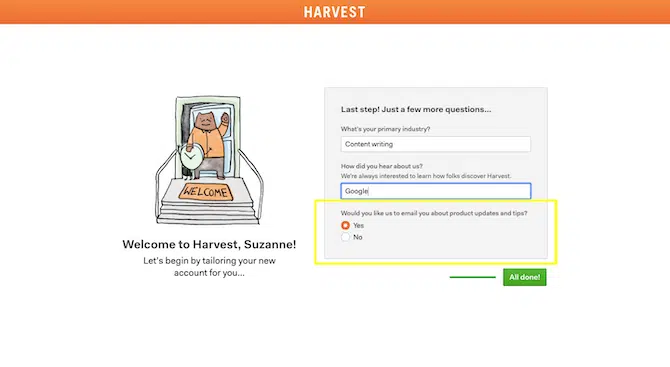 HARVEST
WELCOME
Welcome to Harvest, Suzanne!
Let's begin by tailoring your new
account for you...
Last step! Just a few more questions...
What's your primary industry?
Content writing
How did you hear about us?
We're always interested to learn how folks discover Harvest.
Google
Would you like us to email you about product updates and tips?
Yes
No
All done!